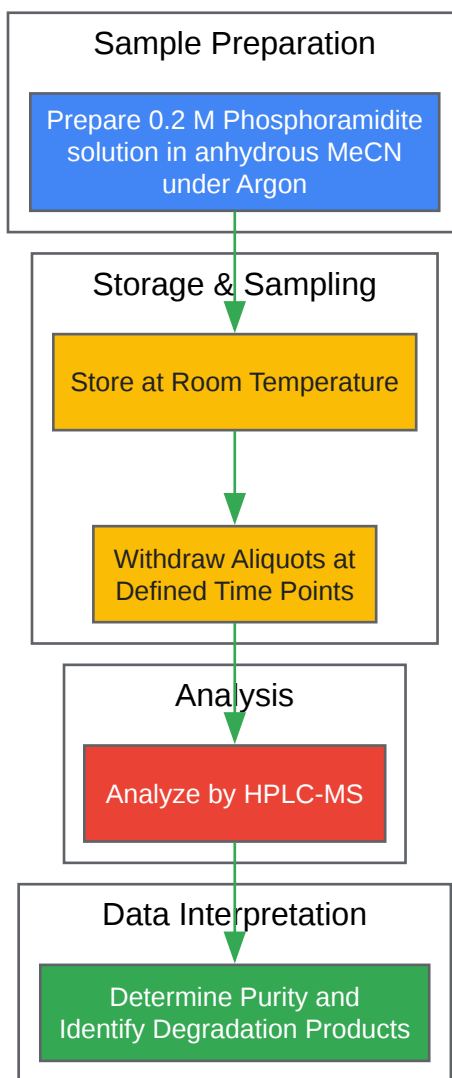 Sample Preparation
Prepare 0.2 M Phosphoramidite
solution in anhydrous MeCN
under Argon
Storage & Sampling
Store at Room Temperature
Withdraw Aliquots at
Defined Time Points
Analysis
Analyze by HPLC-MS
Data Interpretation
Determine Purity and
Identify Degradation Products